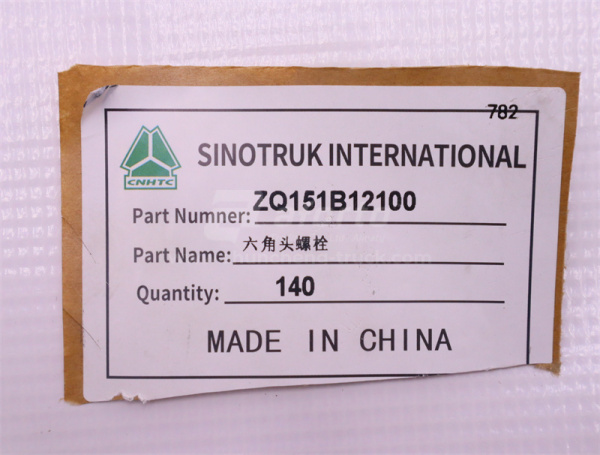 782
SINOTRUK INTERNATIONAL
CNHTC
Part Numner: ZQ151B12100
Part Name: 六角头螺栓
Quantity: 140
MADE IN CHINA